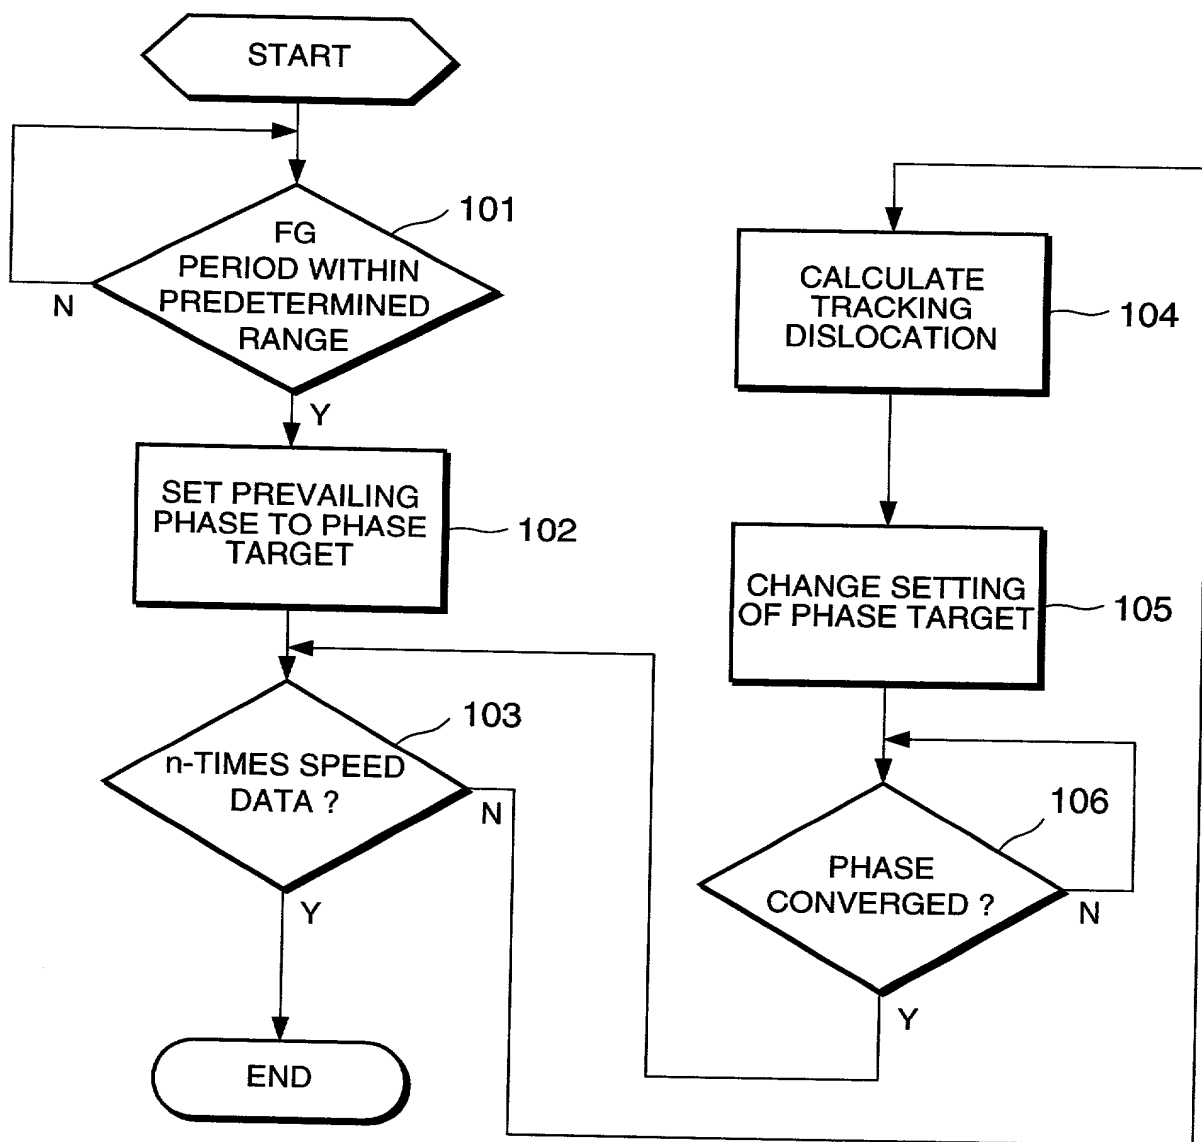 START
101
FG
PERIOD WITHIN
PREDETERMINED
RANGE
N
Y
SET PREVAILING
PHASE TO PHASE
TARGET
102
103
n-TIMES SPEED
DATA ?
N
Y
END
CALCULATE
TRACKING
DISLOCATION
104
CHANGE SETTING
OF PHASE TARGET
105
106
PHASE
CONVERGED ?
N
Y